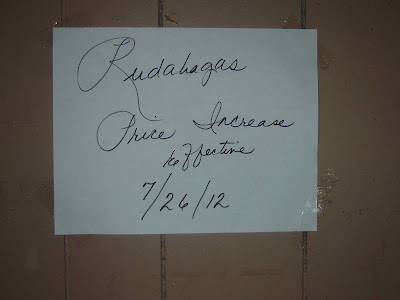 Rudabagas
Price Increase
Effective
7/26/12